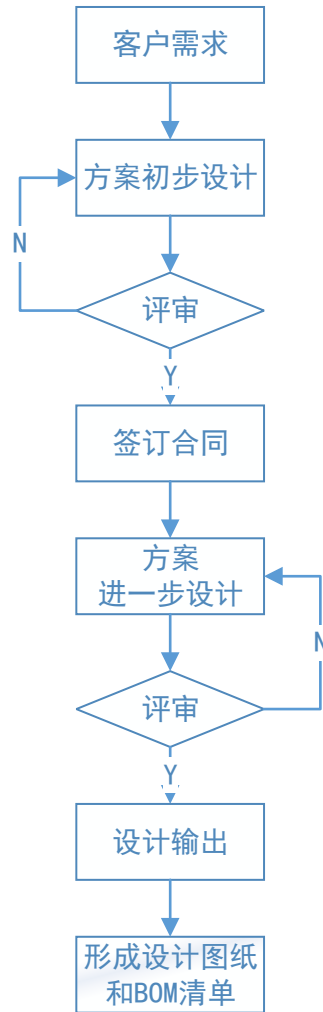 客户需求
方案初步设计
N
评审
Y
签订合同
方案
进一步设计
N
评审
Y
设计输出
形成设计图纸
和BOM清单